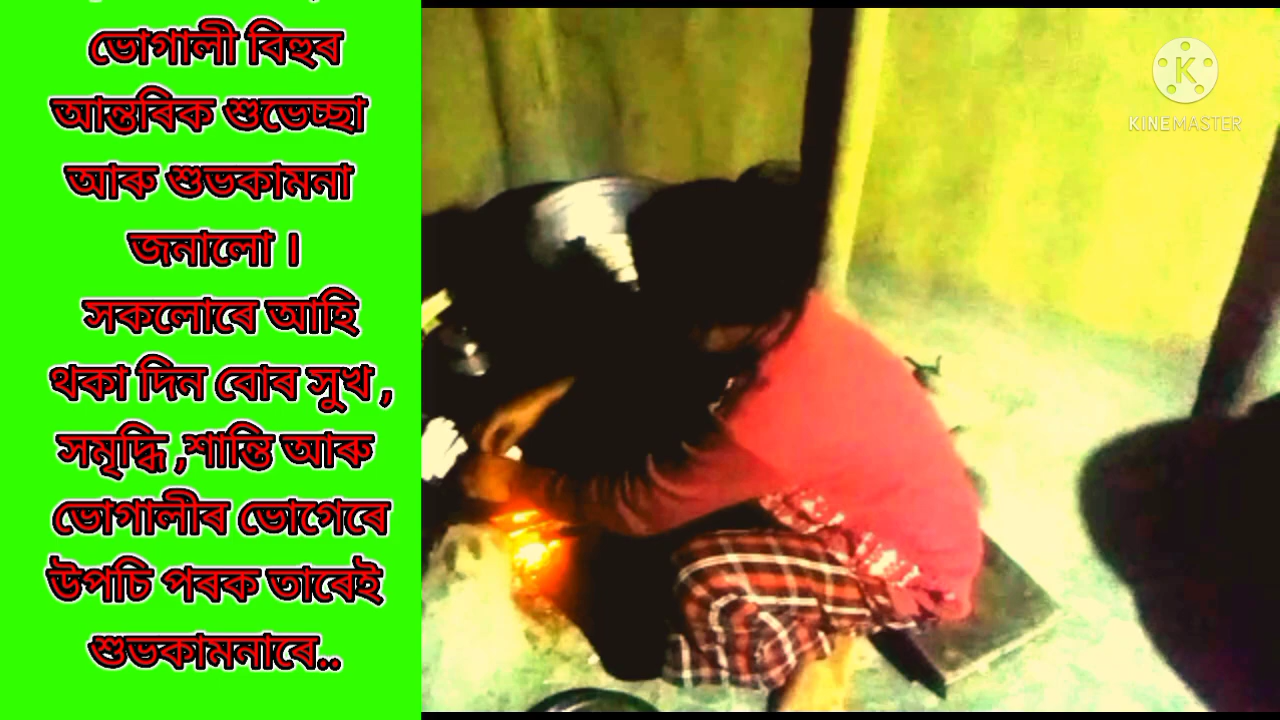 ভোগালী বিহুৰ
আন্তৰিক শুভেচ্ছা
আৰু শুভকামনা
জনালো ।
সকলোৰে আহি
থকা দিন বোৰ সুখ ,
সমৃদ্ধি ,শান্তি আৰু
ভোগালীৰ ভোগেৰে
উপচি পৰক তাৰেই
শুভকামনাৰে..
K
KINEMASTER